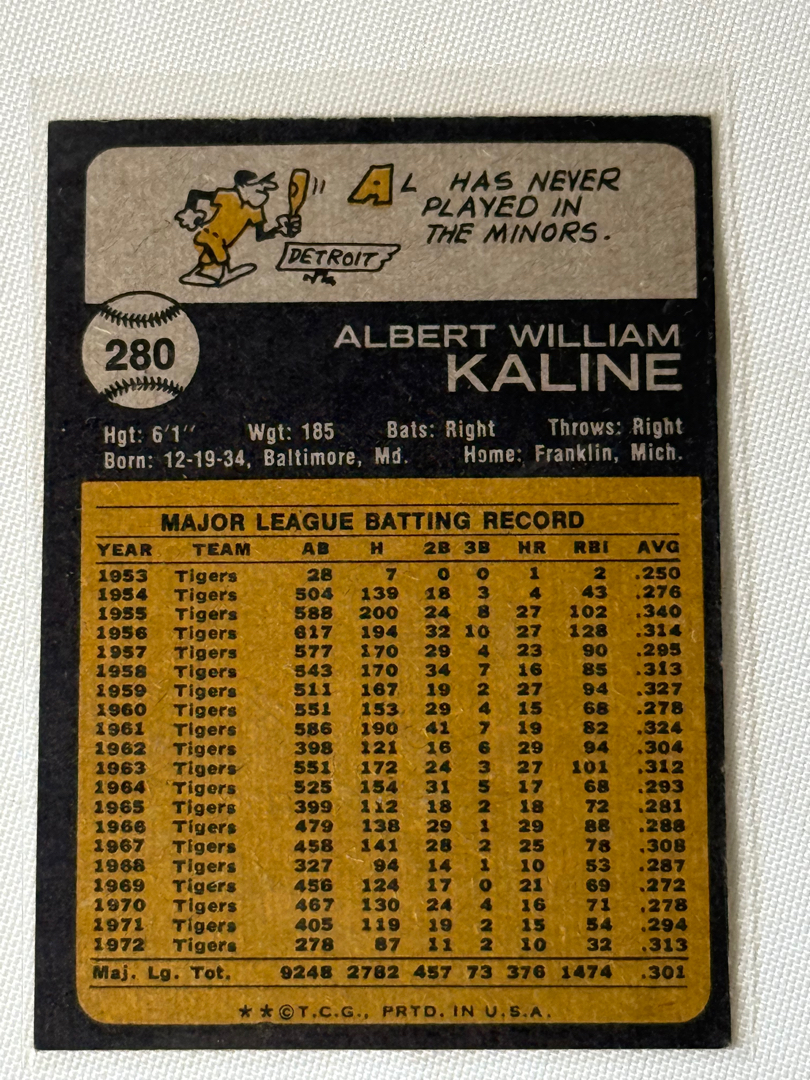 AL HAS NEVER
PLAYED IN
THE MINORS.
DETROIT
280
ALBERT WILLIAM
KALINE
Hgt: 6'1" Wgt: 185 Bats: Right Throws: Right
Born: 12-19-34, Baltimore, Md. Home: Franklin, Mich.
MAJOR LEAGUE BATTING RECORD
YEAR TEAM AB H 2B 3B HR RBI AVG
1953 Tigers 28 7 0 0 1 2 .250
1954 Tigers 504 139 18 3 4 43 .276
1955 Tigers 588 200 24 8 27 102 .340
1956 Tigers 617 194 32 10 27 128 .314
1957 Tigers 577 170 29 4 23 90 .295
1958 Tigers 543 170 34 7 16 85 .313
1959 Tigers 511 167 19 2 27 94 .327
1960 Tigers 551 153 29 4 15 68 .278
1961 Tigers 586 190 41 7 19 82 .324
1962 Tigers 398 121 16 6 29 94 .304
1963 Tigers 551 172 24 3 27 101 .312
1964 Tigers 525 154 31 5 17 68 .293
1965 Tigers 399 112 18 2 18 72 .281
1966 Tigers 479 138 29 1 29 88 .288
1967 Tigers 458 141 28 2 25 78 .308
1968 Tigers 327 94 14 1 10 53 .287
1969 Tigers 456 124 17 0 21 69 .272
1970 Tigers 467 130 24 4 16 71 .278
1971 Tigers 405 119 19 2 15 54 .294
1972 Tigers 278 87 11 2 10 32 .313
Maj. Lg. Tot. 9248 2782 457 73 376 1474 .301
★★©T.C.G., PRTD. IN U.S.A.